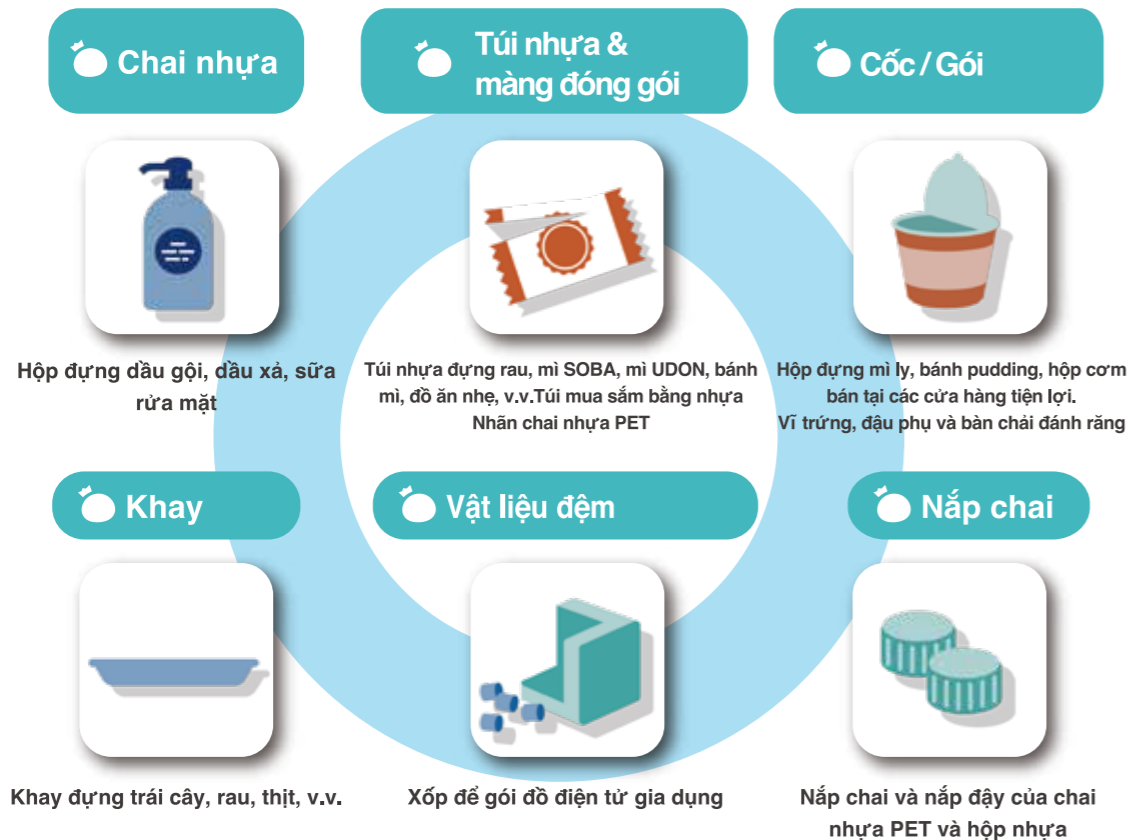 Chai nhựa
Túi nhựa &
màng đóng gói
Cốc / Gói
Hộp đựng dầu gội, dầu xả, sữa
rửa mặt
Túi nhựa đựng rau, mì SOBA, mì UDON, bánh
mì, đồ ăn nhẹ, v.v.Túi mua sắm bằng nhựa
Nhãn chai nhựa PET
Hộp đựng mì ly, bánh pudding, hộp cơm
bán tại các cửa hàng tiện lợi.
Vĩ trứng, đậu phụ và bàn chải đánh răng
Khay
Vật liệu đệm
Nắp chai
Khay đựng trái cây, rau, thịt, v.v.
Xốp để gói đồ điện tử gia dụng
Nắp chai và nắp đậy của chai
nhựa PET và hộp nhựa